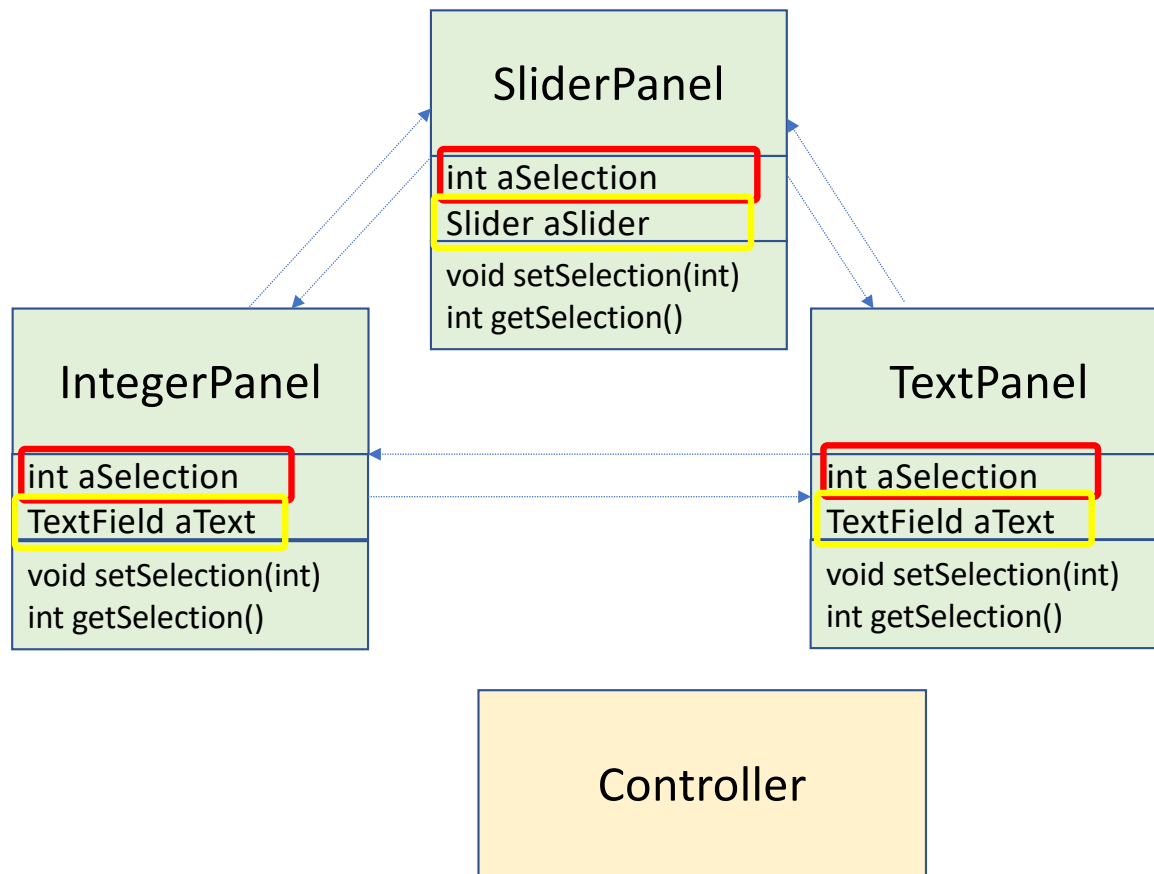 SliderPanel
int aSelection
Slider aSlider
void setSelection(int)
int getSelection()
IntegerPanel
int aSelection
TextField aText
void setSelection(int)
int getSelection()
TextPanel
int aSelection
TextField aText
void setSelection(int)
int getSelection()
Controller